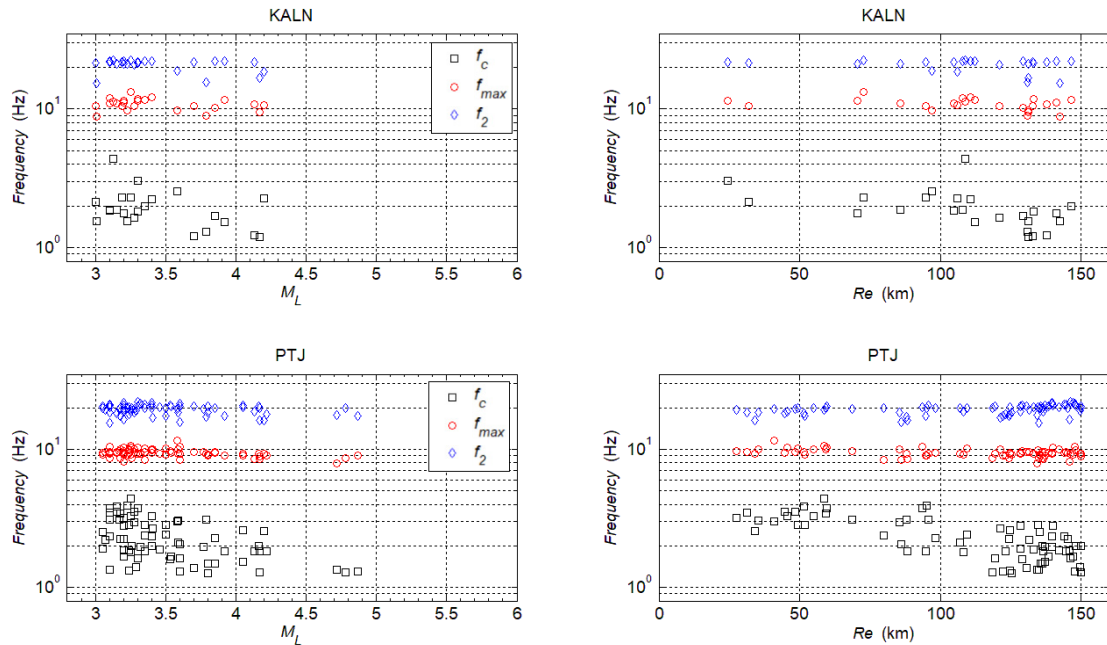 KALN
f_c
f_max
f_2
10^1
10^0
Frequency (Hz)
3 3.5 4 4.5 5 5.5 6
M_L
KALN
10^1
10^0
Frequency (Hz)
0 50 100 150
Re (km)
PTJ
f_c
f_max
f_2
10^1
10^0
Frequency (Hz)
3 3.5 4 4.5 5 5.5 6
M_L
PTJ
10^1
10^0
Frequency (Hz)
0 50 100 150
Re (km)